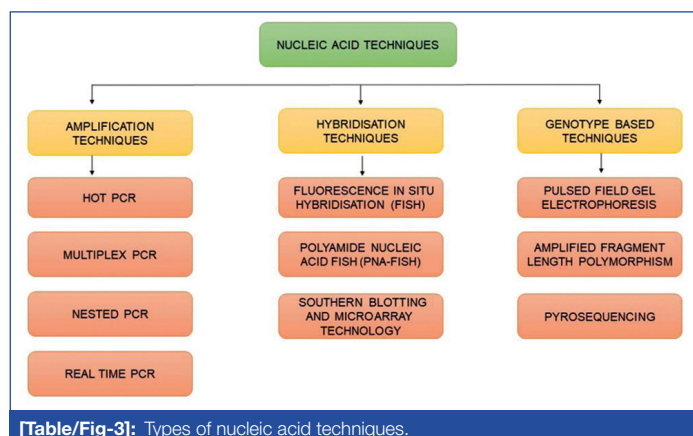 NUCLEIC ACID TECHNIQUES
AMPLIFICATION
TECHNIQUES
HYBRIDISATION
TECHNIQUES
GENOTYPE BASED
TECHNIQUES
HOT PCR
MULTIPLEX PCR
NESTED PCR
REAL TIME PCR
FLUORESCENCE IN SITU
HYBRIDISATION (FISH)
POLYAMIDE NUCLEIC
ACID FISH (PNA-FISH)
SOUTHERN BLOTTING
AND MICROARRAY
TECHNOLOGY
PULSED FIELD GEL
ELECTROPHORESIS
AMPLIFIED FRAGMENT
LENGTH POLYMORPHISM
PYROSEQUENCING
[Table/Fig-3]: Types of nucleic acid techniques.